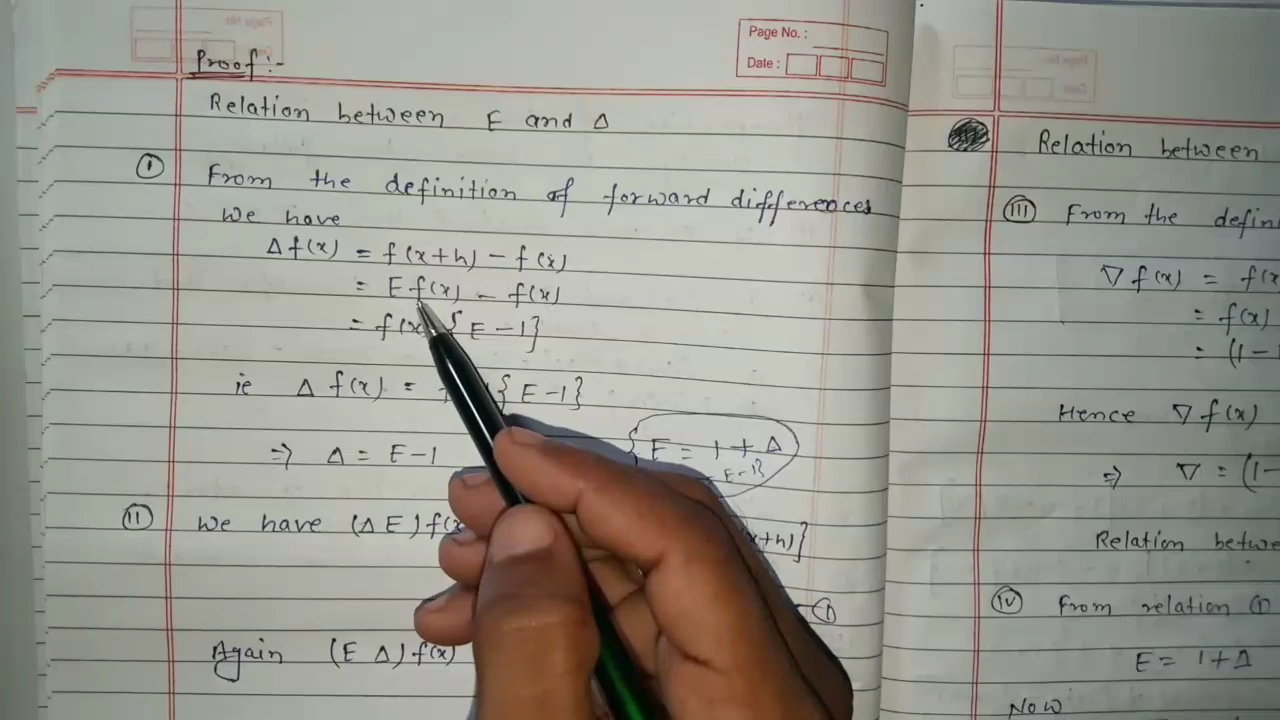 Page No. :
Date :
Proof :-
Relation between E and Δ
(I) From the definition of forward differences
We have
Δ f(x) = f(x+h) - f(x)
= E f(x) - f(x)
= f(x) { E - 1}
ie Δ f(x) = { E - 1}
⇒ Δ = E - 1
{ E = 1 + Δ
E - 1}
(II) We have (Δ E) f(x
x+h)]
(I)
Again (E Δ) f(x)
Relation between
(III) From the defin
∇ f(x) = f(x
= f(x)
= (1 -
Hence ∇ f(x)
⇒ ∇ = (1 -
Relation betwe
(IV) From relation (I)
E = 1 + Δ
Now